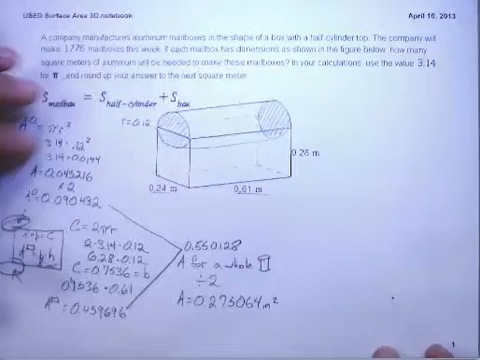 USED Surface Area 3D.notebook
April 10, 2013
A company manufactures aluminum mailboxes in the shape of a box with a half-cylinder top. The company will
make 1776 mailboxes this week. If each mailbox has dimensions as shown in the figure below, how many
square meters of aluminum will be needed to make these mailboxes? In your calculations, use the value 3.14
for π, and round up your answer to the next square meter.
S mailbox = S half-cylinder + S box
r=0.12
0.28 m
0.24 m
0.61 m
A = πr²
3.14 · .12²
3.14 · 0.0144
A = 0.045216
x 2
A = 0.090432
C = 2πr
2·3.14·0.12
6.28·0.12
C = 0.7536 = b
0.7536 · 0.61
A = 0.459696
A = b·h
0.550128
A for a whole
÷2
A = 0.275064 m²
1